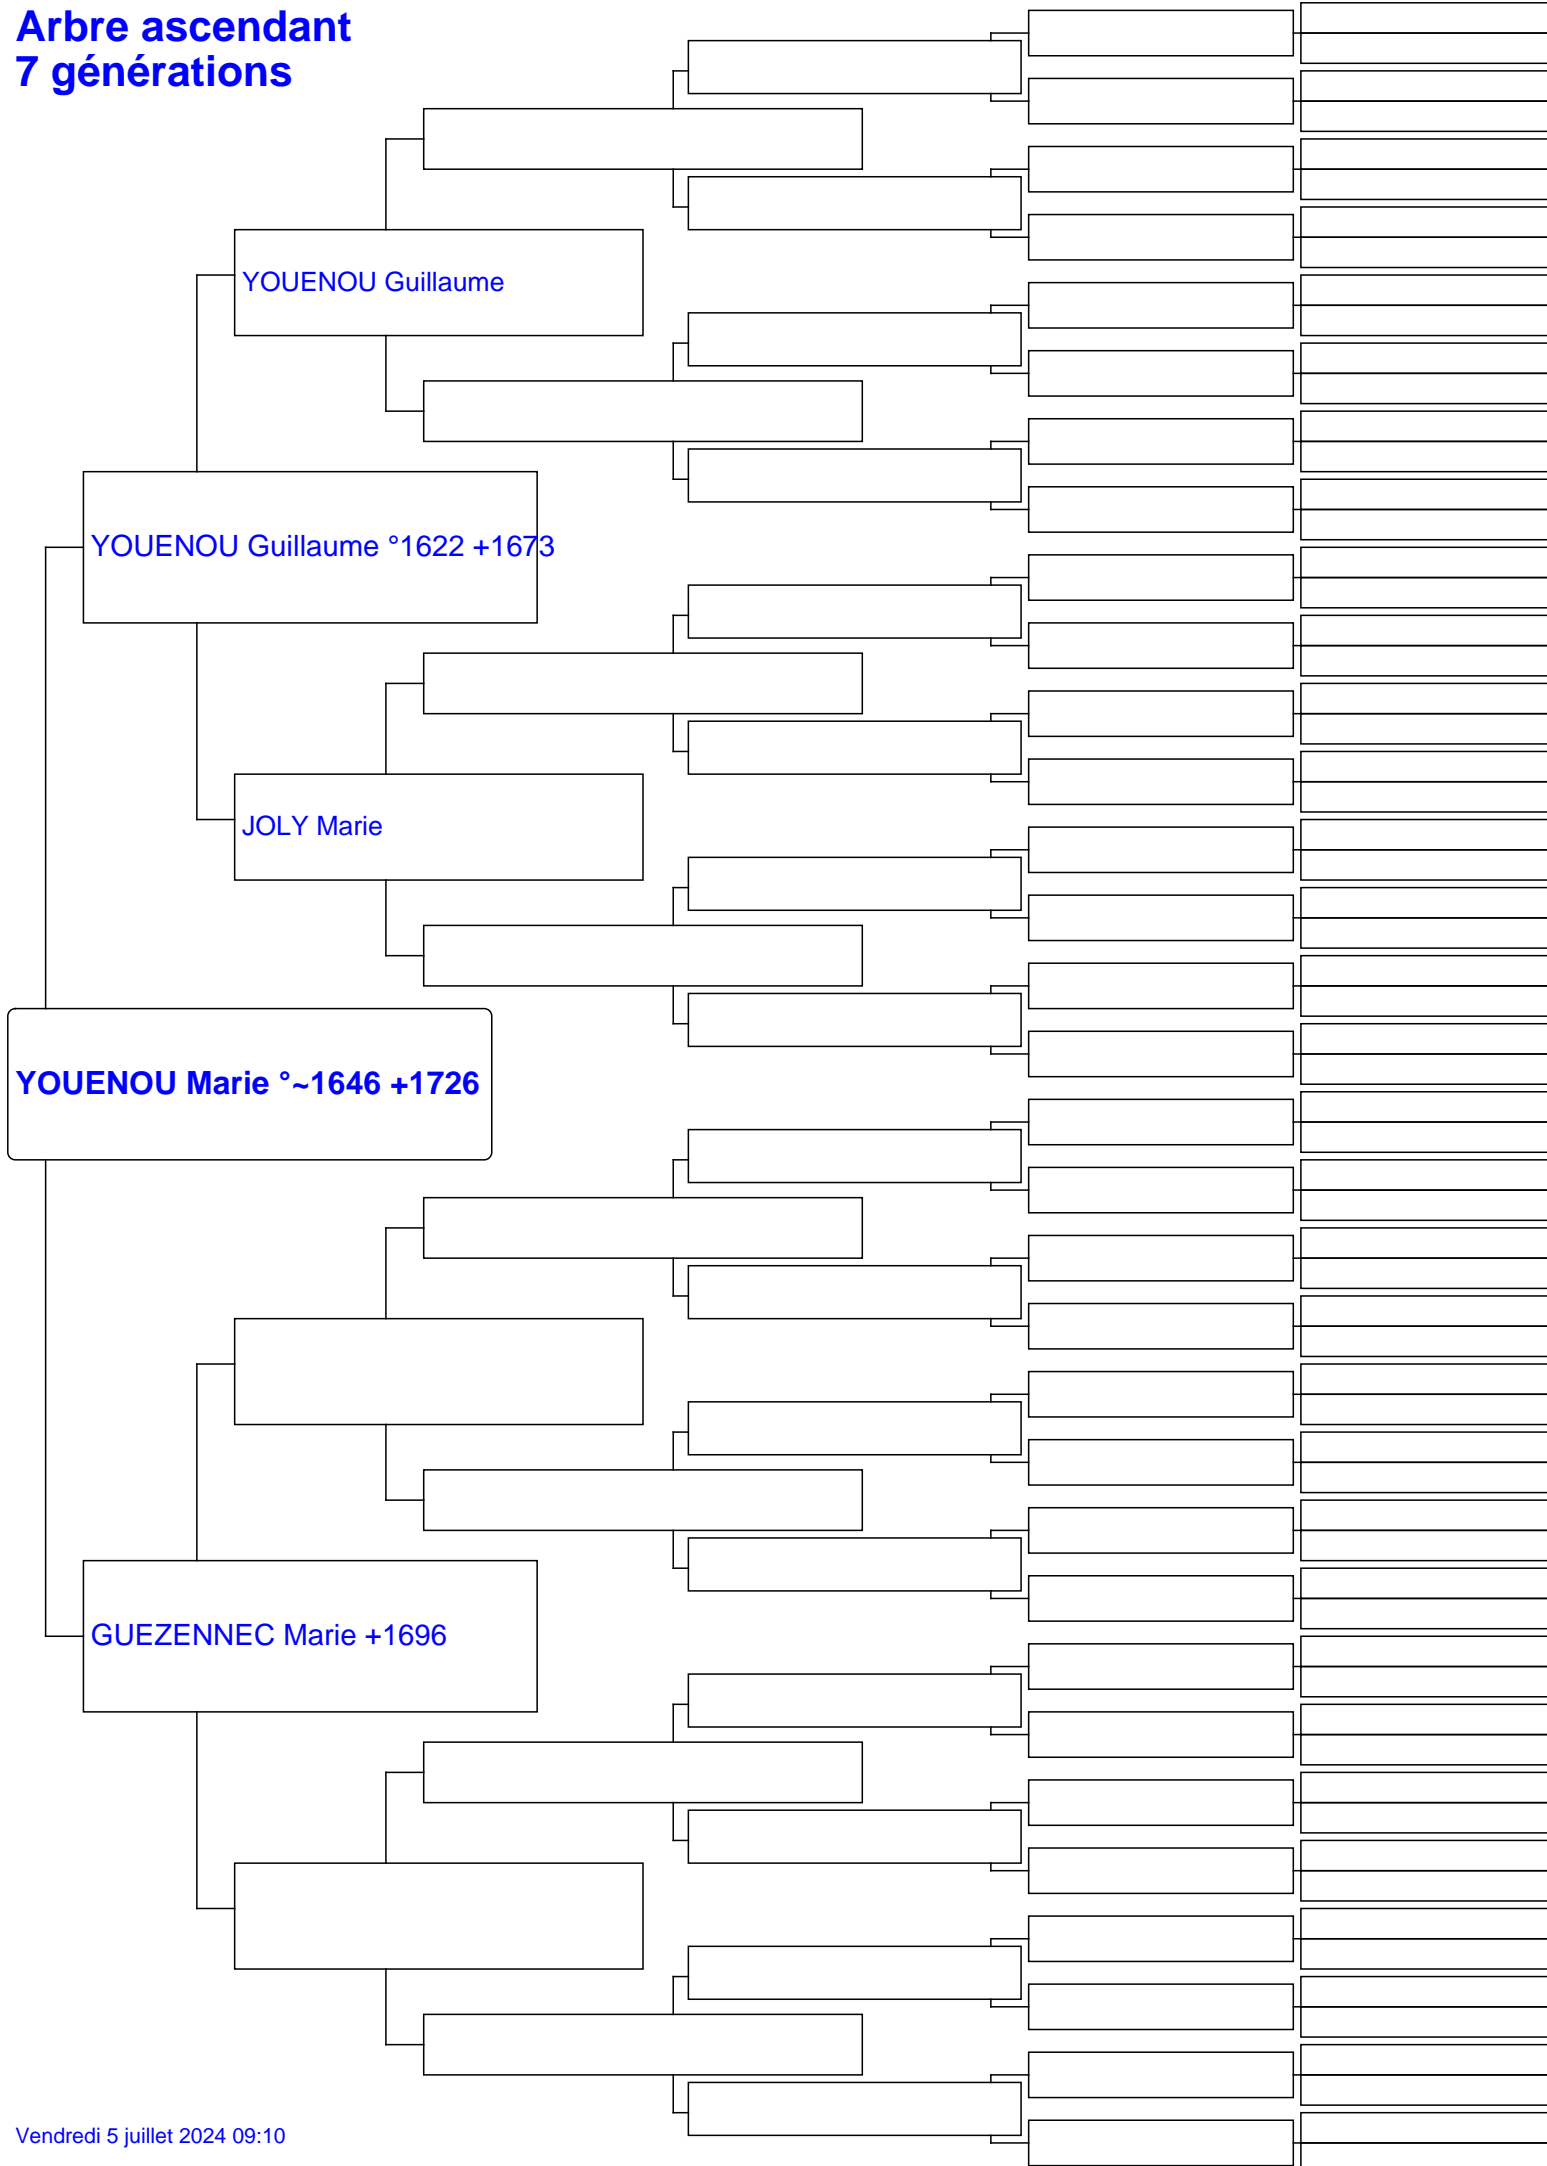 Arbre ascendant
7 générations
YOUENOU Guillaume
YOUENOU Guillaume °1622 +1673
JOLY Marie
YOUENOU Marie °~1646 +1726
GUEZENNEC Marie +1696
Vendredi 5 juillet 2024 09:10